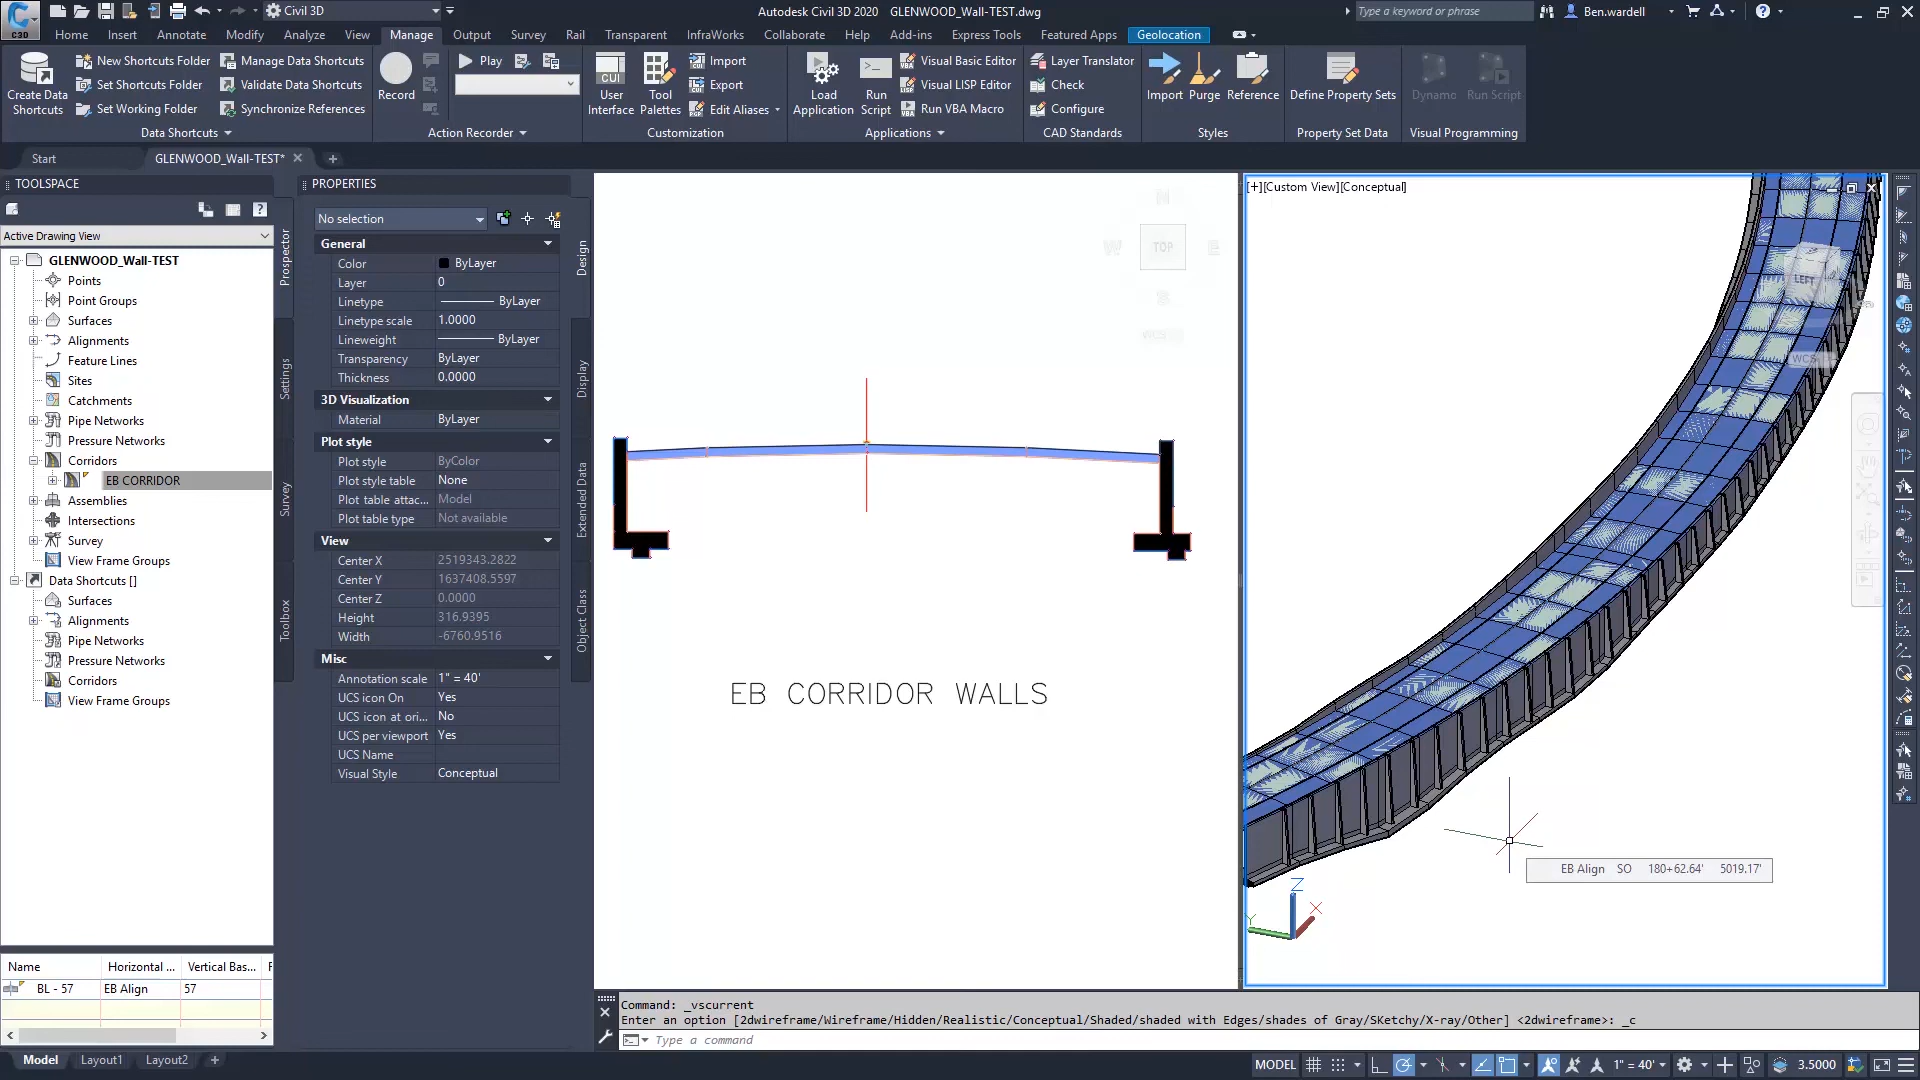 Civil 3D
Autodesk Civil 3D 2020 GLENWOOD_Wall-TEST.dwg
Type a keyword or phrase
Ben.wardell
C3D
Home Insert Annotate Modify Analyze View Manage Output Survey Rail Transparent InfraWorks Collaborate Help Add-ins Express Tools Featured Apps Geolocation
Create Data Shortcuts
New Shortcuts Folder
Set Shortcuts Folder
Set Working Folder
Manage Data Shortcuts
Validate Data Shortcuts
Synchronize References
Data Shortcuts
Record
Play
Action Recorder
CUI
User Interface
Tool Palettes
Import
Export
Edit Aliases
Customization
Load Application
Run Script
Visual Basic Editor
Visual LISP Editor
Run VBA Macro
Applications
Layer Translator
Check
Configure
CAD Standards
Import
Purge
Reference
Styles
Define Property Sets
Property Set Data
Dynamo
Run Script
Visual Programming
Start
GLENWOOD_Wall-TEST*
TOOLSPACE
Active Drawing View
GLENWOOD_Wall-TEST
Points
Point Groups
Surfaces
Alignments
Feature Lines
Sites
Catchments
Pipe Networks
Pressure Networks
Corridors
EB CORRIDOR
Assemblies
Intersections
Survey
View Frame Groups
Data Shortcuts []
Surfaces
Alignments
Pipe Networks
Pressure Networks
Corridors
View Frame Groups
Prospector
Settings
Survey
Toolbox
Name Horizontal ... Vertical Bas...
BL - 57 EB Align 57
PROPERTIES
No selection
General
Color ByLayer
Layer 0
Linetype ByLayer
Linetype scale 1.0000
Lineweight ByLayer
Transparency ByLayer
Thickness 0.0000
3D Visualization
Material ByLayer
Plot style
Plot style ByColor
Plot style table None
Plot table attac... Model
Plot table type Not available
View
Center X 2519343.2822
Center Y 1637408.5597
Center Z 0.0000
Height 316.9395
Width -6760.9516
Misc
Annotation scale 1" = 40'
UCS icon On Yes
UCS icon at ori... No
UCS per viewport Yes
UCS Name
Visual Style Conceptual
Design
Display
Extended Data
Object Class
TOP
W
E
S
WCS
EB CORRIDOR WALLS
[+][Custom View][Conceptual]
LEFT
WCS
EB Align SO 180+62.64' 5019.17'
Z
X
Y
Command: _vscurrent
Enter an option [2dwireframe/Wireframe/Hidden/Realistic/Conceptual/Shaded/shaded with Edges/shades of Gray/SKetchy/X-ray/Other] <2dwireframe>: _c
Type a command
Model Layout1 Layout2
MODEL
1" = 40'
3.5000